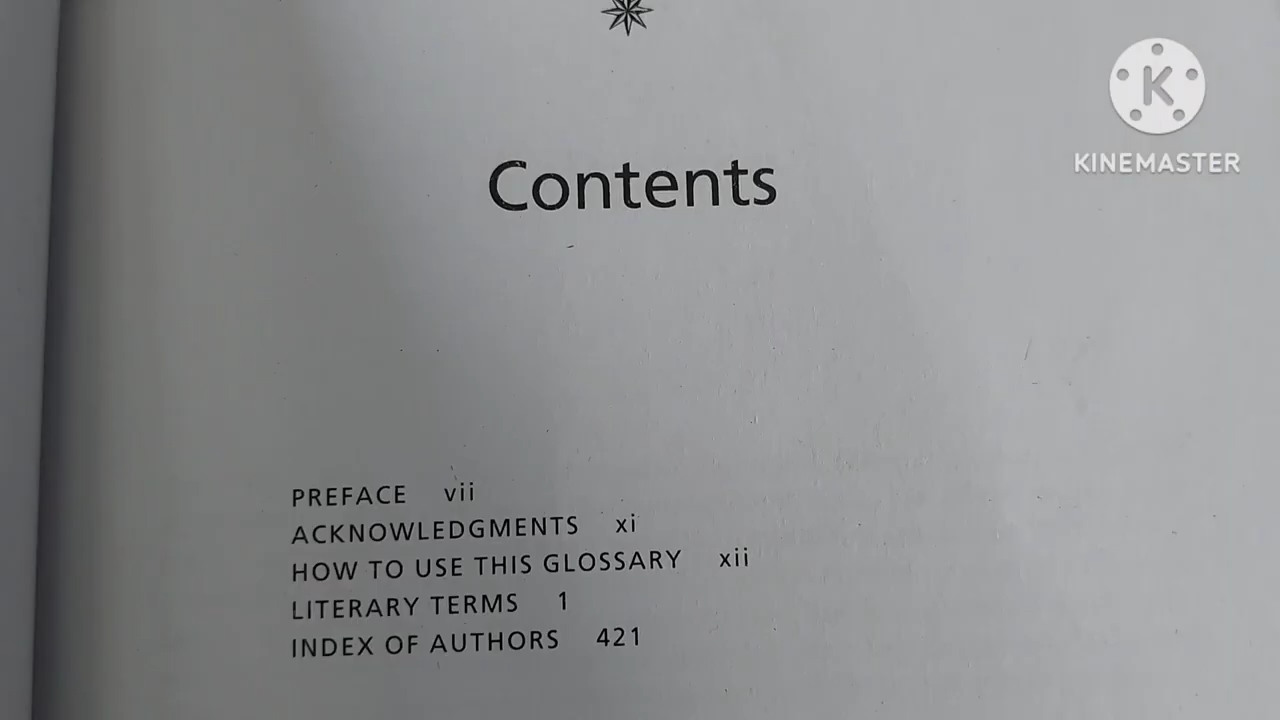 Contents
K
KINEMASTER
PREFACE vii
ACKNOWLEDGMENTS xi
HOW TO USE THIS GLOSSARY xii
LITERARY TERMS 1
INDEX OF AUTHORS 421